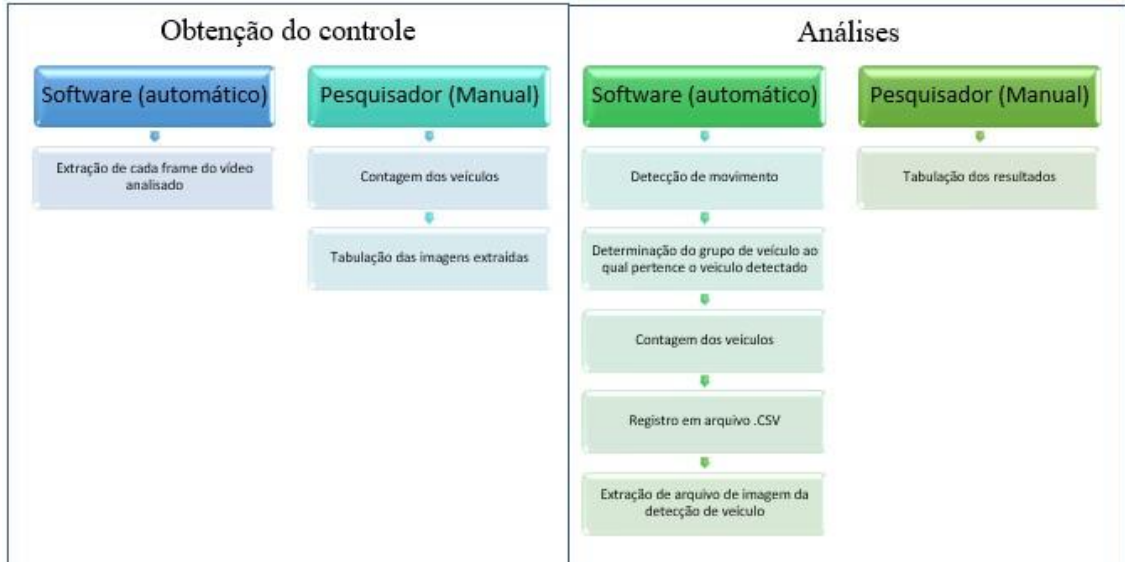 Obtenção do controle
Software (automático)
Extração de cada frame do vídeo
analisado
Pesquisador (Manual)
Contagem dos veículos
Tabulação das imagens extraídas
Análises
Software (automático)
Detecção de movimento
Determinação do grupo de veículo ao
qual pertence o veiculo detectado
Contagem dos veículos
Registro em arquivo .CSV
Extração de arquivo de imagem da
detecção de veículo
Pesquisador (Manual)
Tabulação dos resultados